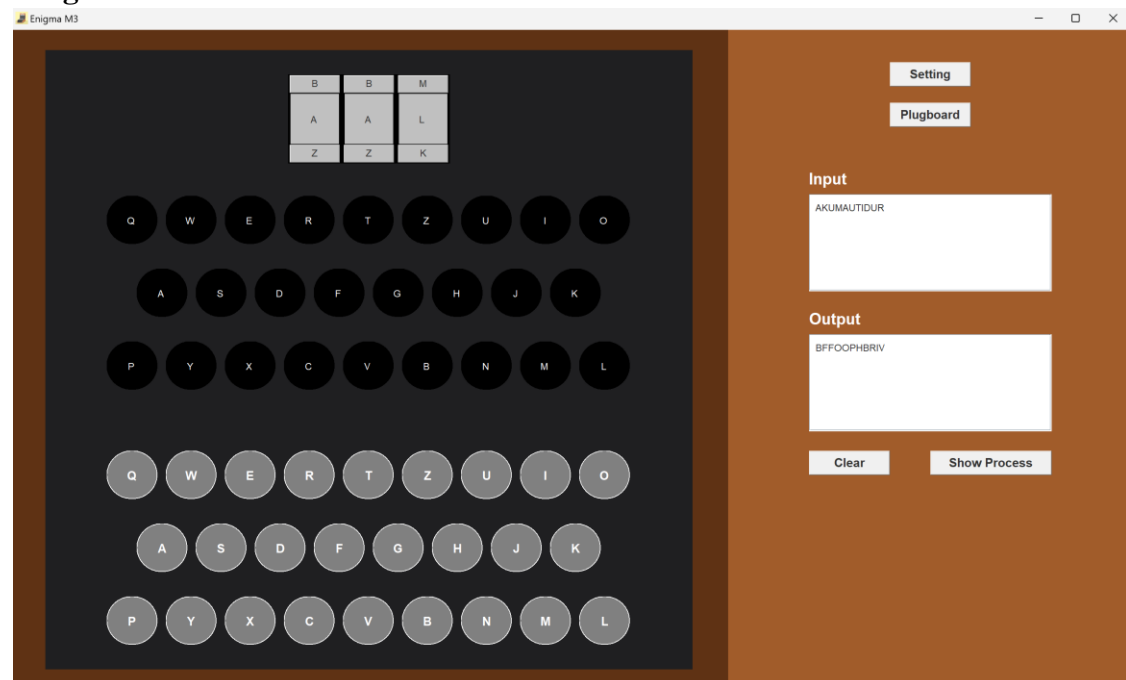 Enigma M3
Setting
Plugboard
B B M
A A L
Z Z K
Input
AKUMAUTIDUR
Q W E R T Z U I O
A S D F G H J K
Output
BFFOOPHBRIV
P Y X C V B N M L
Clear Show Process
Q W E R T Z U I O
A S D F G H J K
P Y X C V B N M L